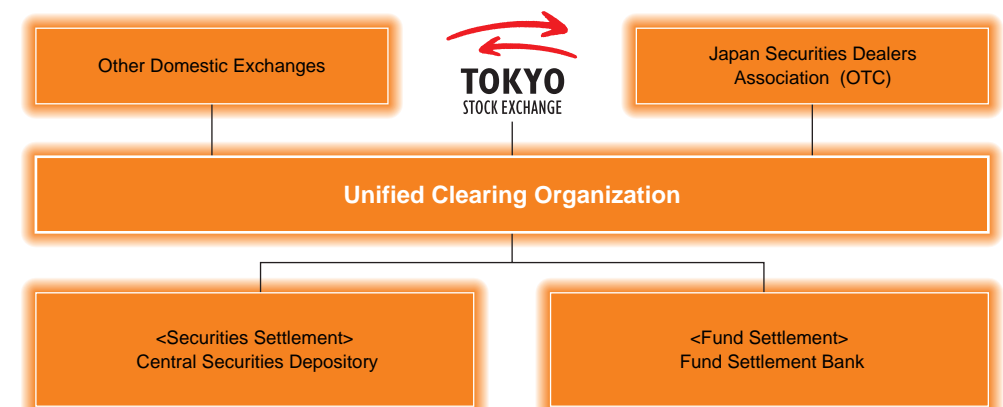 Other Domestic Exchanges
TOKYO
STOCK EXCHANGE
Japan Securities Dealers
Association (OTC)
Unified Clearing Organization
<Securities Settlement>
Central Securities Depository
<Fund Settlement>
Fund Settlement Bank